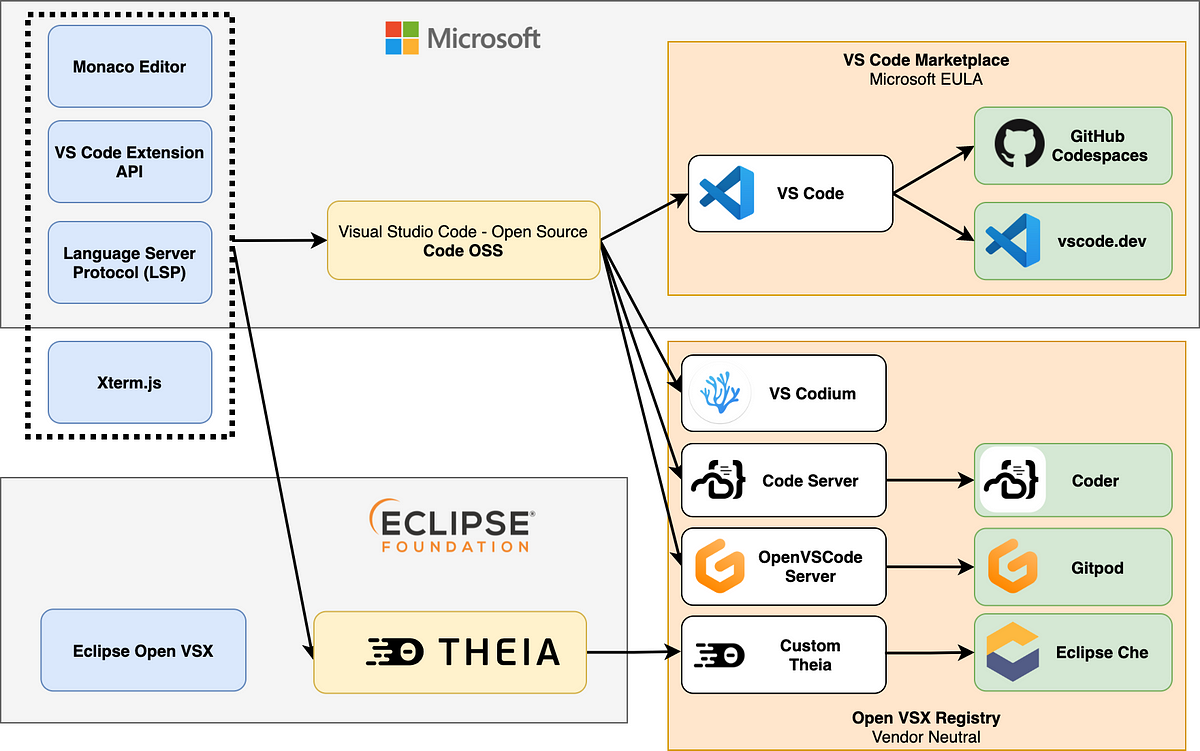 Microsoft
Monaco Editor
VS Code Extension
API
Language Server
Protocol (LSP)
Xterm.js
Visual Studio Code - Open Source
Code OSS
VS Code Marketplace
Microsoft EULA
VS Code
GitHub
Codespaces
vscode.dev
VS Codium
Code Server
Coder
OpenVSCode
Server
Gitpod
Custom
Theia
Eclipse Che
Open VSX Registry
Vendor Neutral
ECLIPSE®
FOUNDATION
Eclipse Open VSX
THEIA